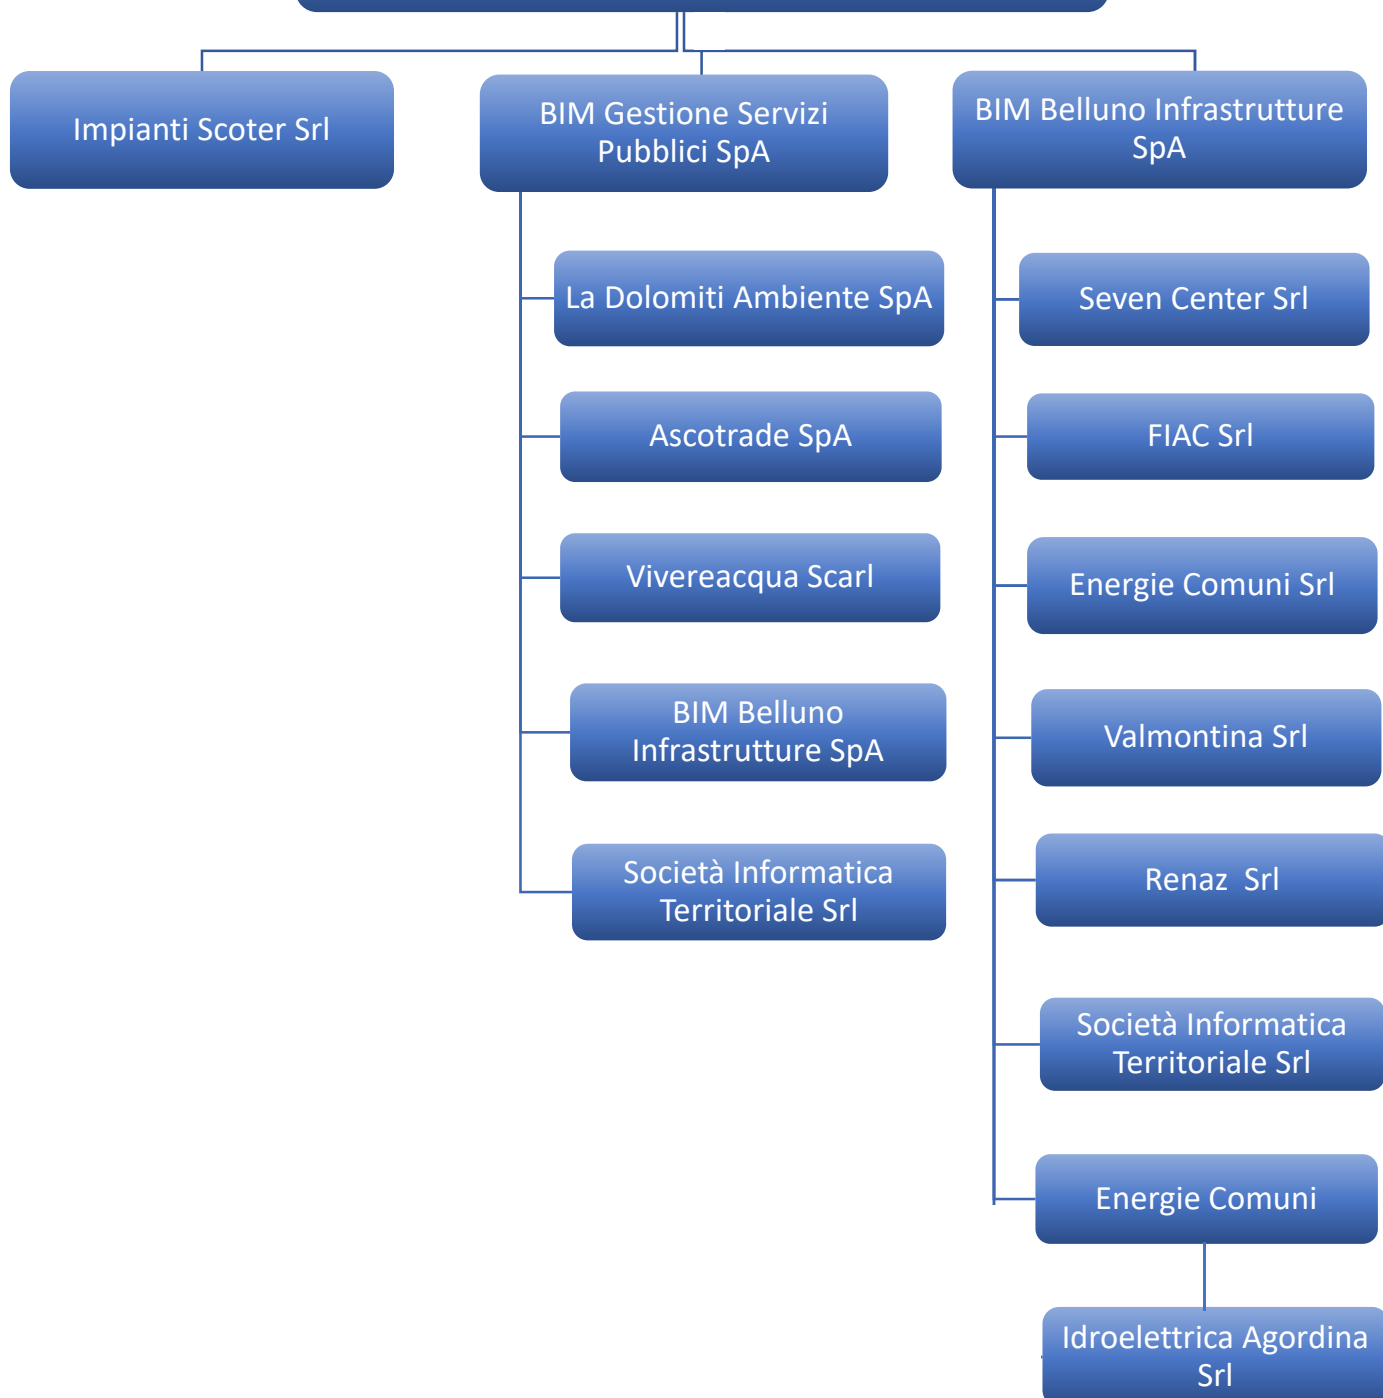 Impianti Scoter Srl
BIM Gestione Servizi
Pubblici SpA
BIM Belluno Infrastrutture
SpA
La Dolomiti Ambiente SpA
Ascotrade SpA
Vivereacqua Scarl
BIM Belluno
Infrastrutture SpA
Società Informatica
Territoriale Srl
Seven Center Srl
FIAC Srl
Energie Comuni Srl
Valmontina Srl
Renaz  Srl
Società Informatica
Territoriale Srl
Energie Comuni
Idroelettrica Agordina
Srl